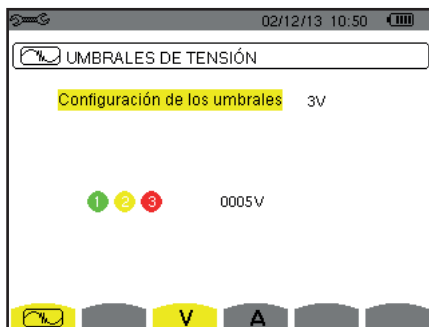 02/12/13 10:50
UMBRALES DE TENSIÓN
Configuración de los umbrales 3V
1 2 3 0005V
V A